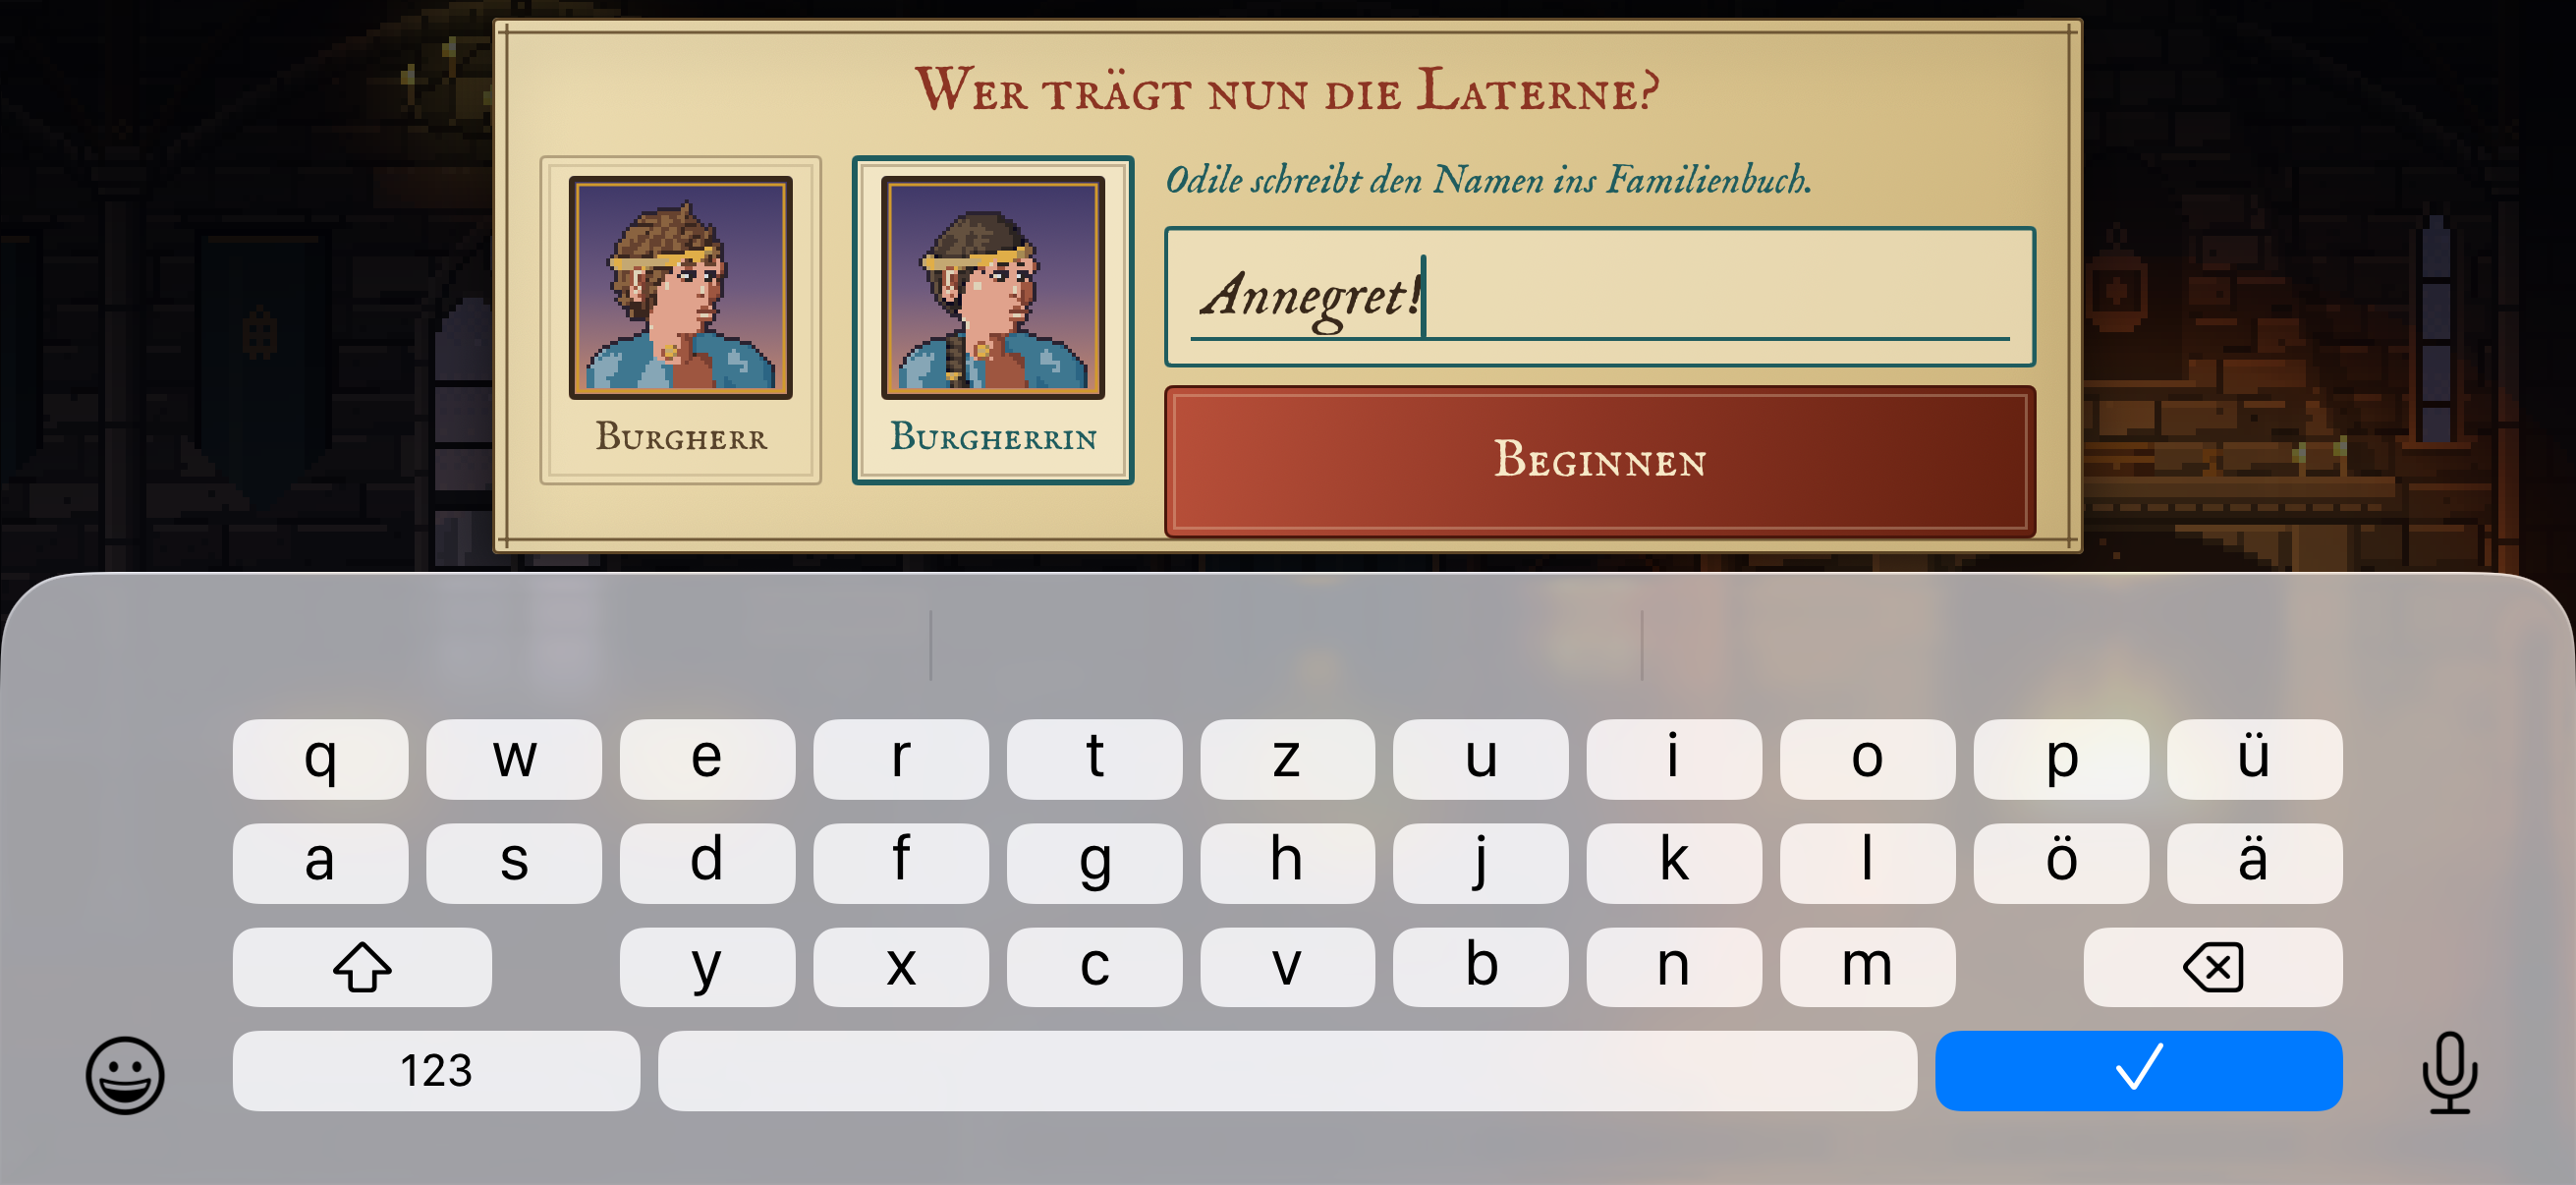 Wer trägt nun die Laterne?
Odile schreibt den Namen ins Familienbuch.
Annegret!
Burgherr
Burgherrin
Beginnen
q w e r t z u i o p ü
a s d f g h j k l ö ä
y x c v b n m
123